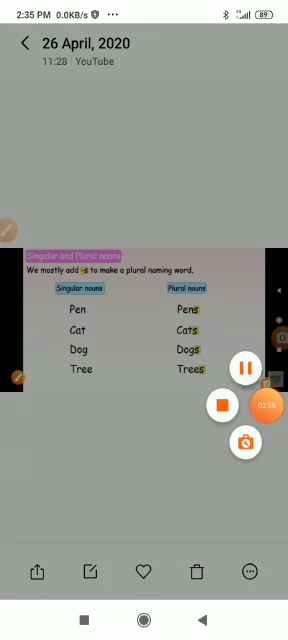 2:35 PM 0.0KB/s ··· 89
26 April, 2020
11:28 | YouTube
Singular and Plural nouns
We mostly add -s to make a plural naming word.
Singular nouns Plural nouns
Pen Pens
Cat Cats
Dog Dogs
Tree Trees
02:55